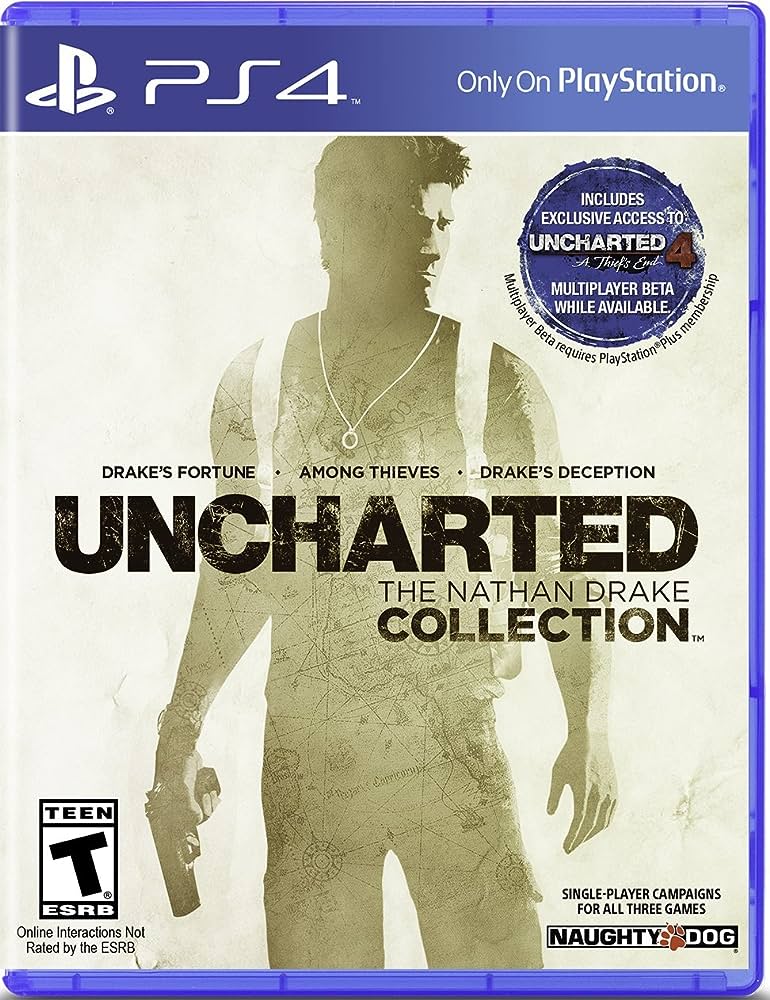 PS4™
Only On PlayStation®
INCLUDES
EXCLUSIVE ACCESS TO:
UNCHARTED 4
A Thief's End
MULTIPLAYER BETA
WHILE AVAILABLE.
Multiplayer Beta requires PlayStation®Plus membership
DRAKE'S FORTUNE • AMONG THIEVES • DRAKE'S DECEPTION
UNCHARTED
THE NATHAN DRAKE
COLLECTION™
TEEN
T
ESRB
®
Online Interactions Not
Rated by the ESRB
SINGLE-PLAYER CAMPAIGNS
FOR ALL THREE GAMES
NAUGHTY DOG